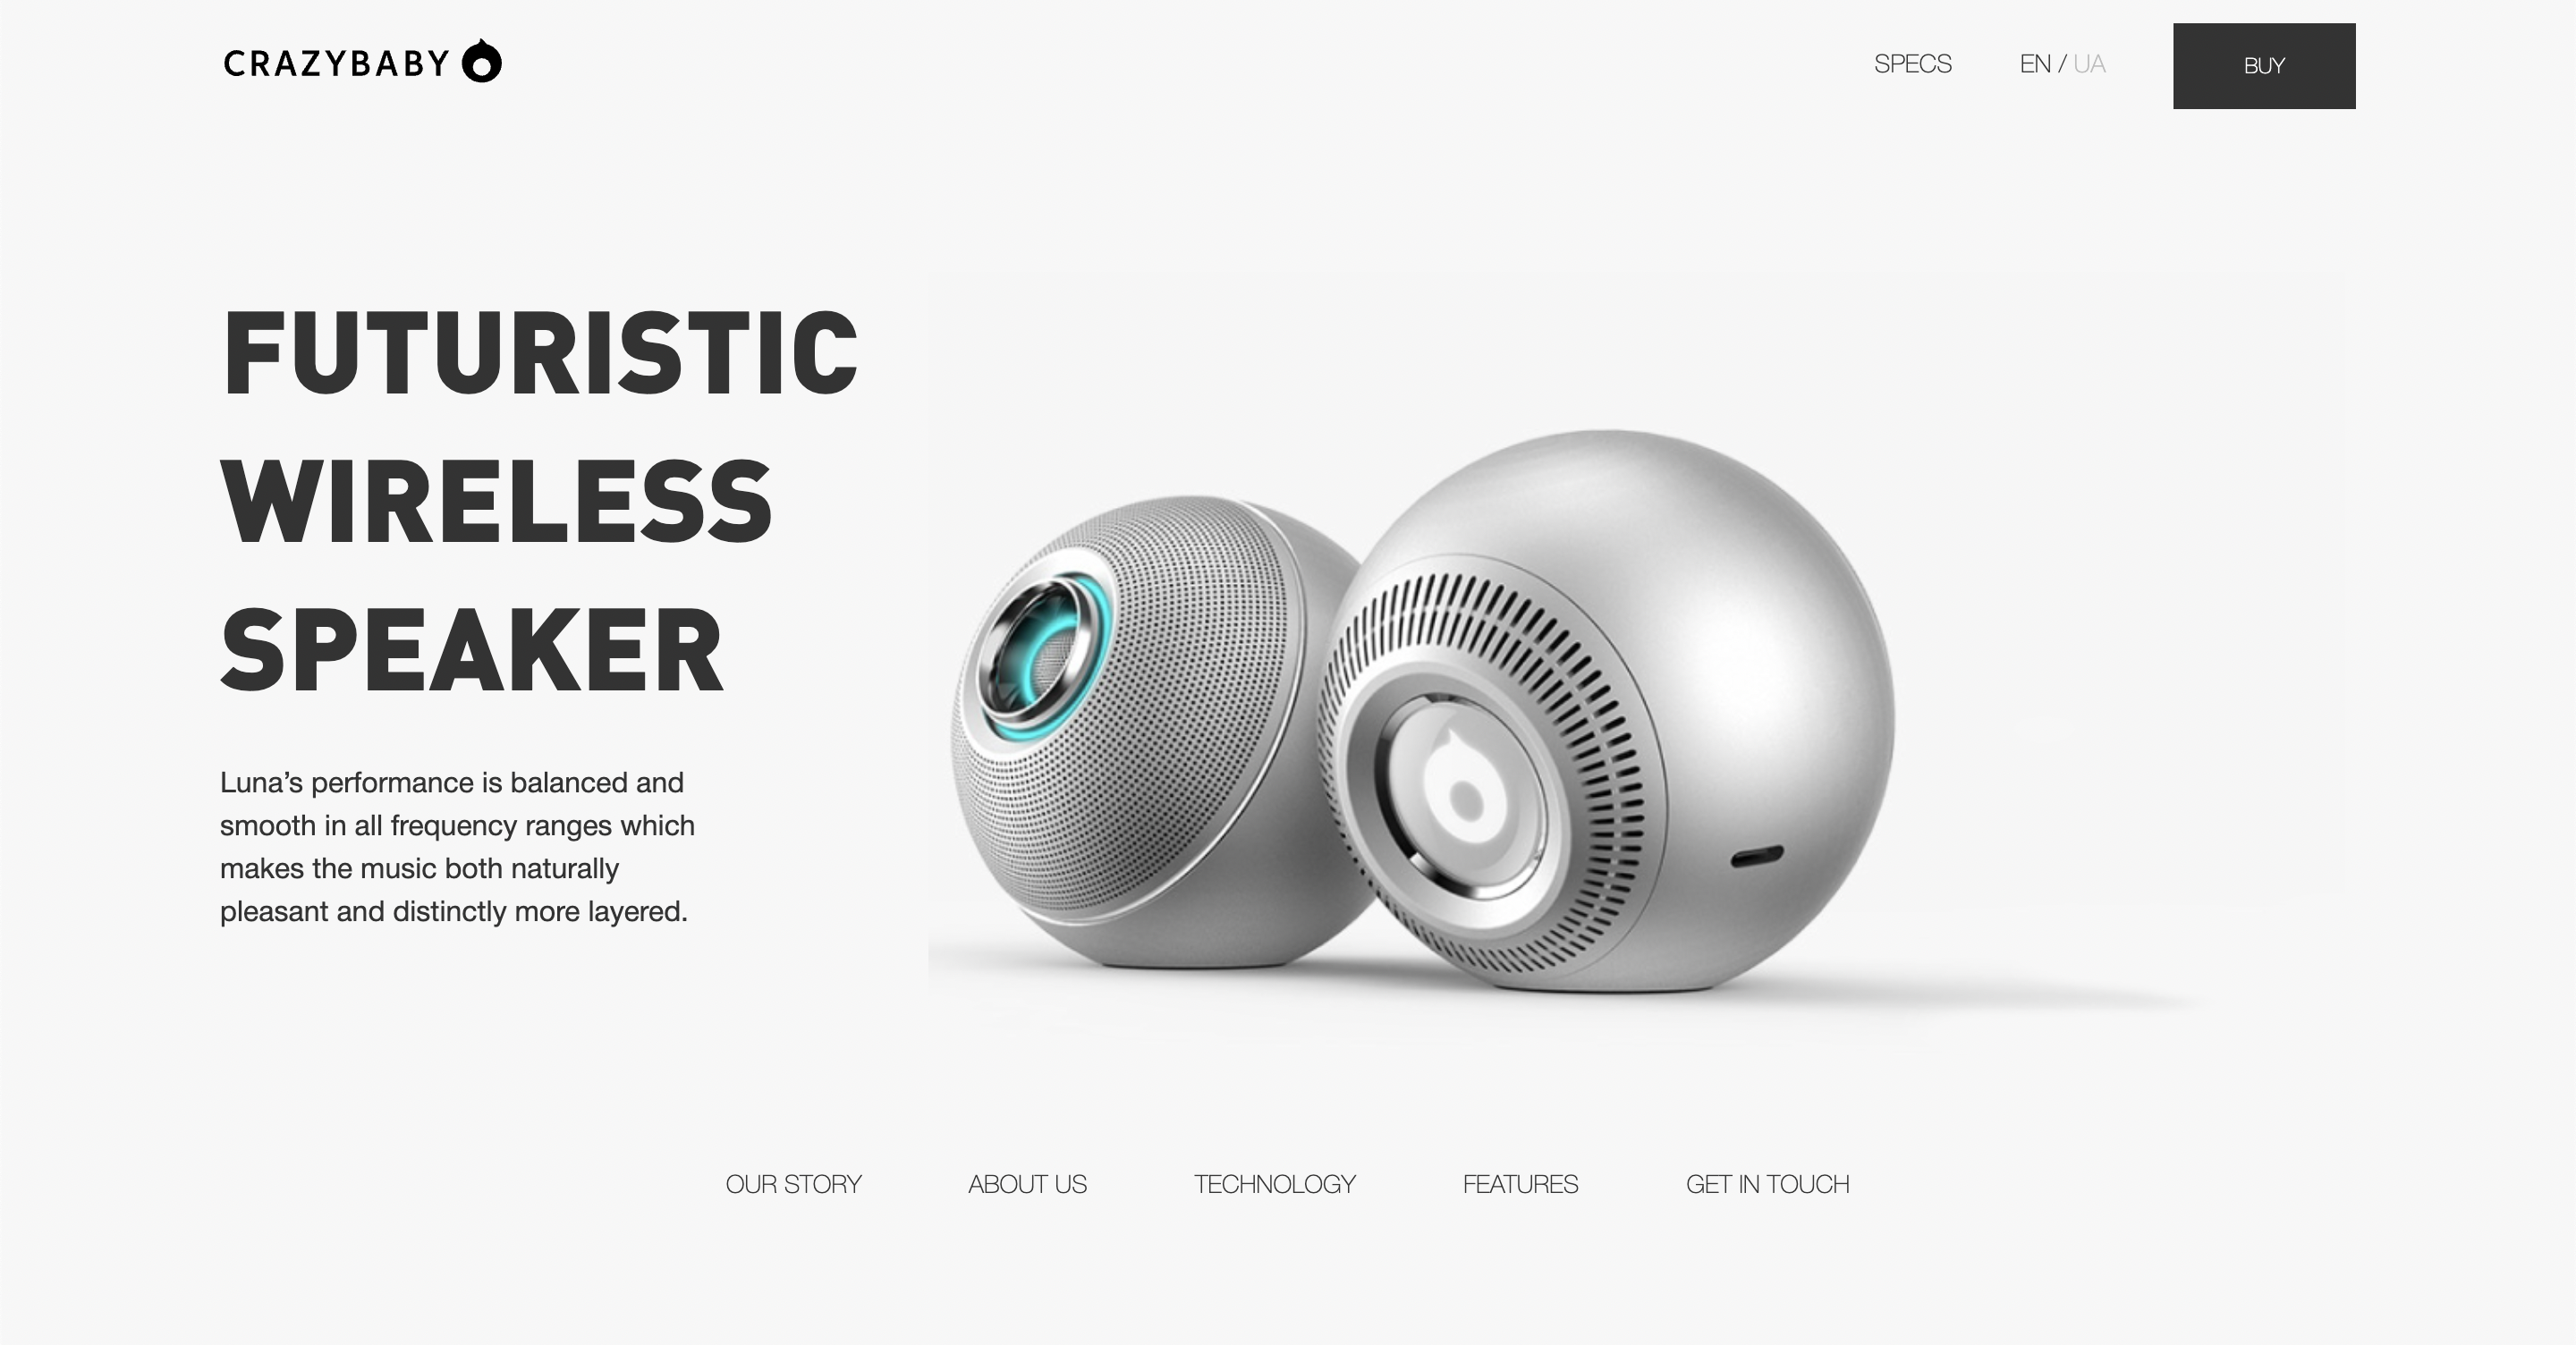 CRAZYBABY
SPECS
EN / UA
BUY
FUTURISTIC
WIRELESS
SPEAKER
Luna’s performance is balanced and
smooth in all frequency ranges which
makes the music both naturally
pleasant and distinctly more layered.
OUR STORY
ABOUT US
TECHNOLOGY
FEATURES
GET IN TOUCH